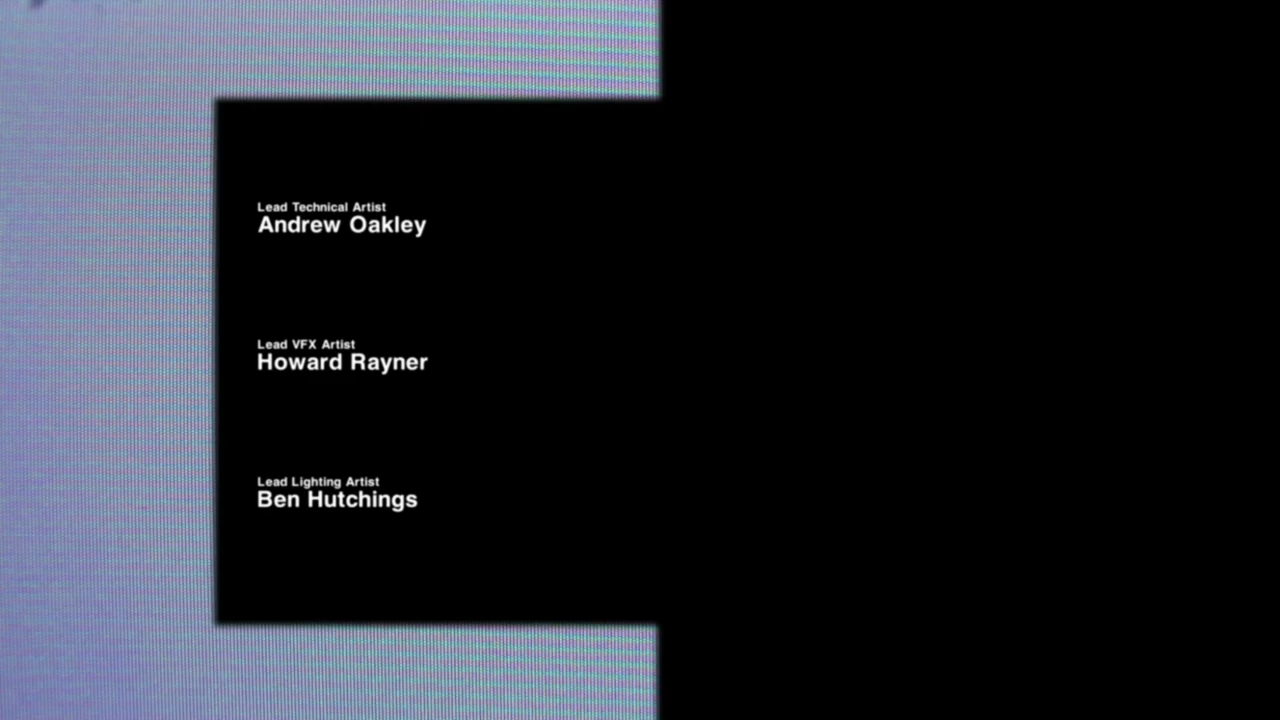 Lead Technical Artist
Andrew Oakley
Lead VFX Artist
Howard Rayner
Lead Lighting Artist
Ben Hutchings